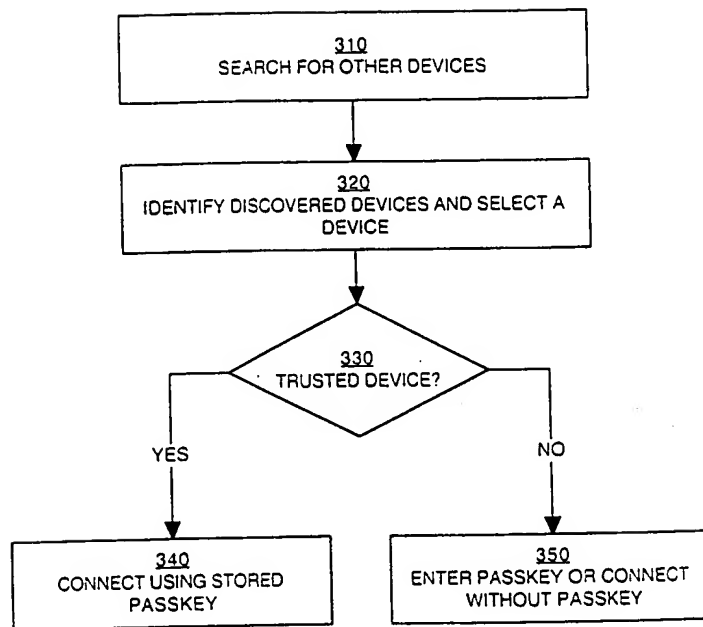 310
SEARCH FOR OTHER DEVICES
320
IDENTIFY DISCOVERED DEVICES AND SELECT A
DEVICE
330
TRUSTED DEVICE?
YES
NO
340
CONNECT USING STORED
PASSKEY
350
ENTER PASSKEY OR CONNECT
WITHOUT PASSKEY